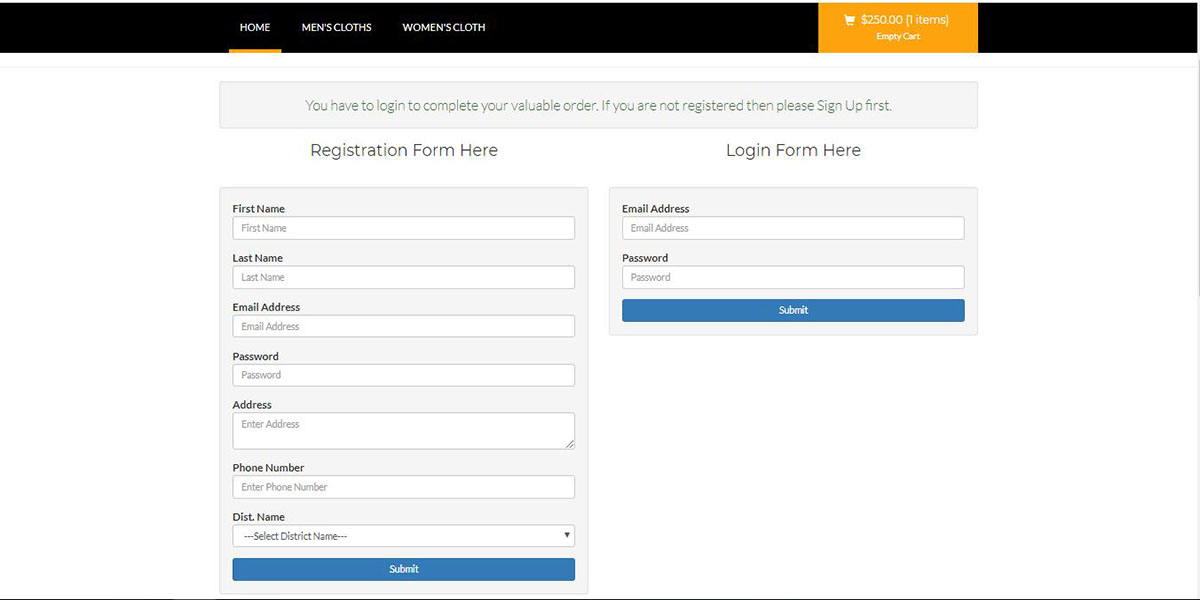 HOME MEN'S CLOTHS WOMEN'S CLOTH
$250.00 (1 items)
Empty Cart
You have to login to complete your valuable order. If you are not registered then please Sign Up first.
Registration Form Here
First Name
First Name
Last Name
Last Name
Email Address
Email Address
Password
Password
Address
Enter Address
Phone Number
Enter Phone Number
Dist. Name
---Select District Name---
Submit
Login Form Here
Email Address
Email Address
Password
Password
Submit